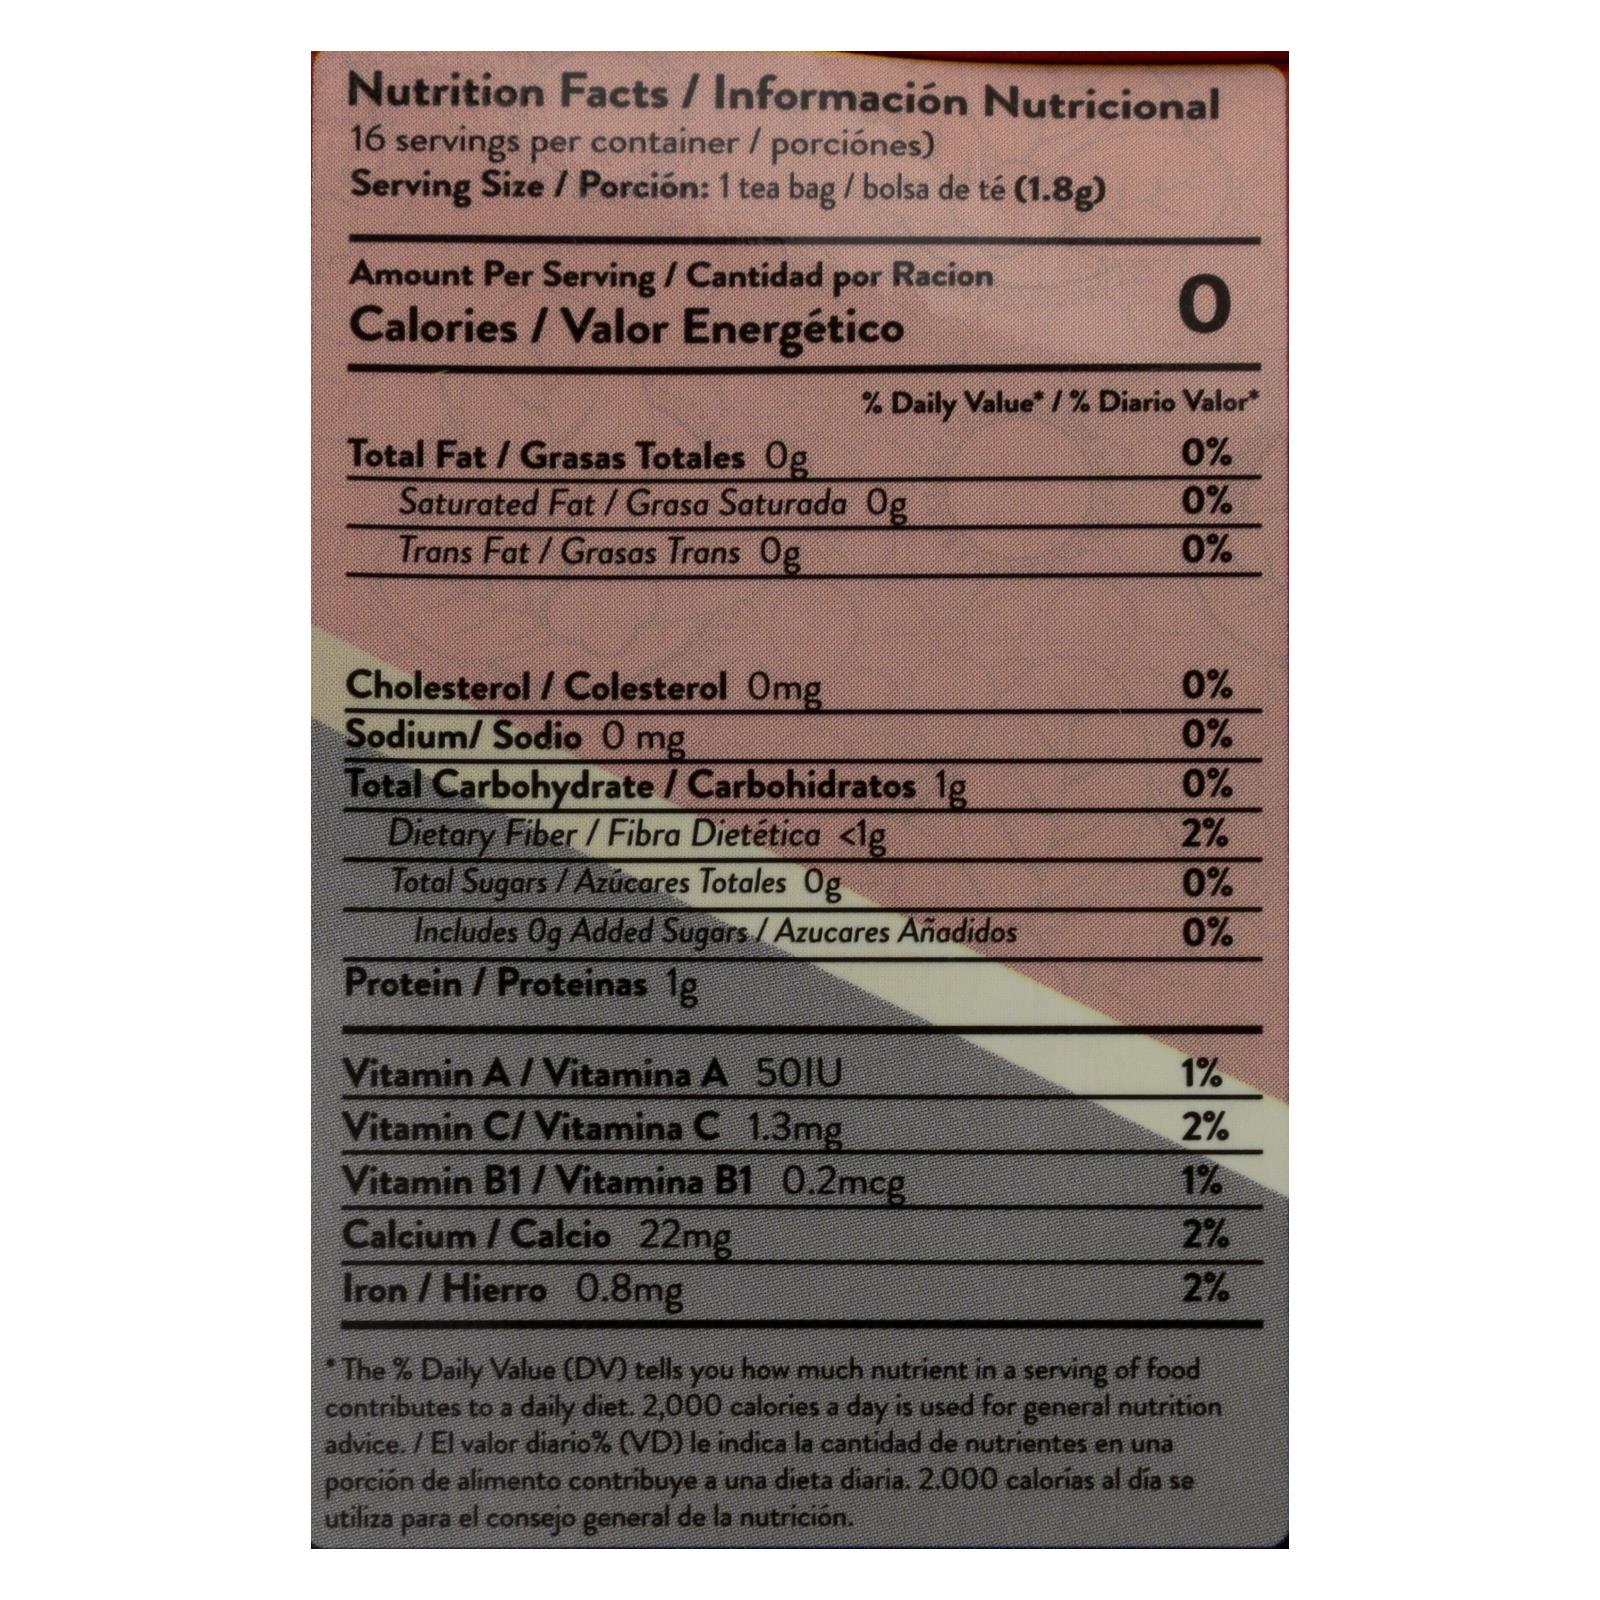 Nutrition Facts / Información Nutricional
16 servings per container / porciónes)
Serving Size / Porción: 1 tea bag / bolsa de té (1.8g)
Amount Per Serving / Cantidad por Racion
Calories / Valor Energético 0
% Daily Value* / % Diario Valor*
Total Fat / Grasas Totales 0g 0%
Saturated Fat / Grasa Saturada 0g 0%
Trans Fat / Grasas Trans 0g 0%
Cholesterol / Colesterol 0mg 0%
Sodium/ Sodio 0 mg 0%
Total Carbohydrate / Carbohidratos 1g 0%
Dietary Fiber / Fibra Dietética <1g 2%
Total Sugars / Azúcares Totales 0g 0%
Includes 0g Added Sugars / Azucares Añadidos 0%
Protein / Proteinas 1g
Vitamin A / Vitamina A 50IU 1%
Vitamin C/ Vitamina C 1.3mg 2%
Vitamin B1 / Vitamina B1 0.2mcg 1%
Calcium / Calcio 22mg 2%
Iron / Hierro 0.8mg 2%
* The % Daily Value (DV) tells you how much nutrient in a serving of food
contributes to a daily diet. 2,000 calories a day is used for general nutrition
advice. / El valor diario% (VD) le indica la cantidad de nutrientes en una
porción de alimento contribuye a una dieta diaria. 2.000 calorías al día se
utiliza para el consejo general de la nutrición.